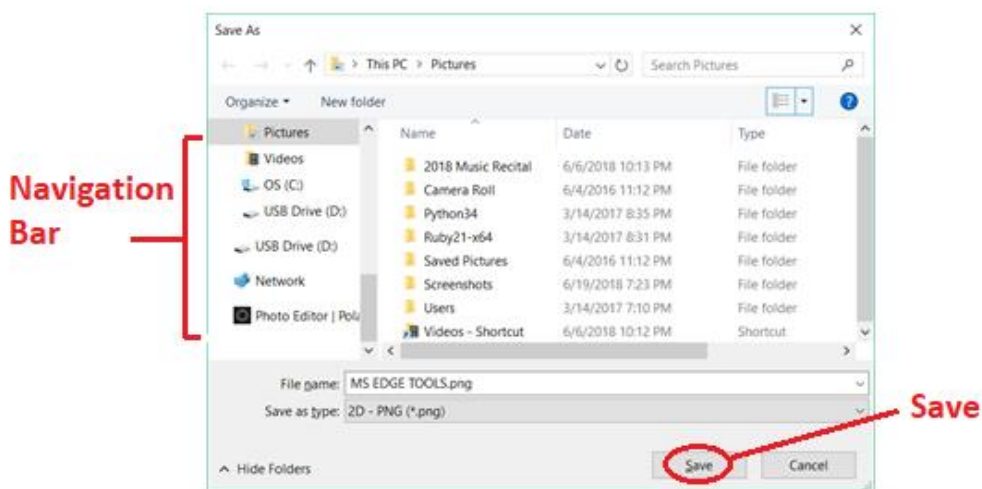 Save As
This PC > Pictures
Search Pictures
Organize
New folder
Name Date Type
Pictures
Videos
OS (C:)
USB Drive (D:)
USB Drive (D:)
Network
Photo Editor | Pola
2018 Music Recital 6/6/2018 10:13 PM File folder
Camera Roll 6/4/2016 11:12 PM File folder
Python34 3/14/2017 8:35 PM File folder
Ruby21-x64 3/14/2017 8:31 PM File folder
Saved Pictures 6/4/2016 11:12 PM File folder
Screenshots 6/19/2018 7:23 PM File folder
Users 3/14/2017 7:10 PM File folder
Videos - Shortcut 6/6/2018 10:12 PM Shortcut
Navigation
Bar
File name: MS EDGE TOOLS.png
Save as type: 2D - PNG (*.png)
Save
Hide Folders
Save
Cancel